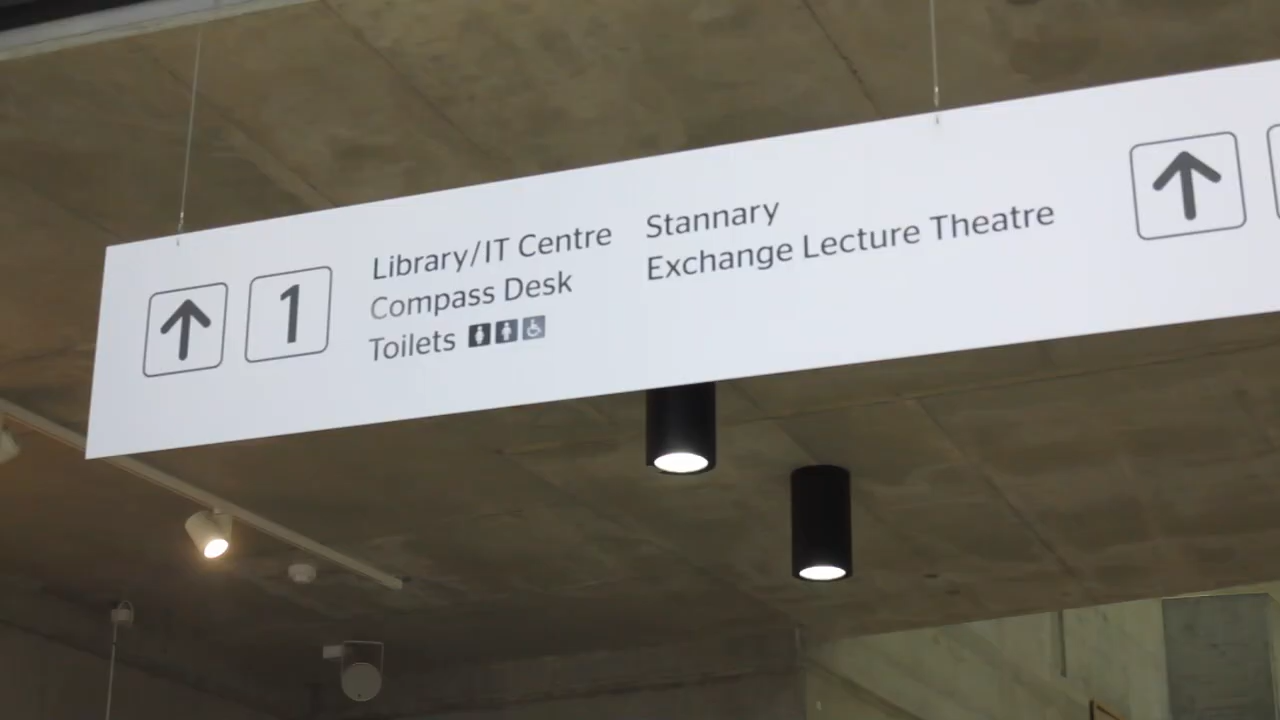 1
Library/IT Centre
Compass Desk
Toilets
Stannary
Exchange Lecture Theatre